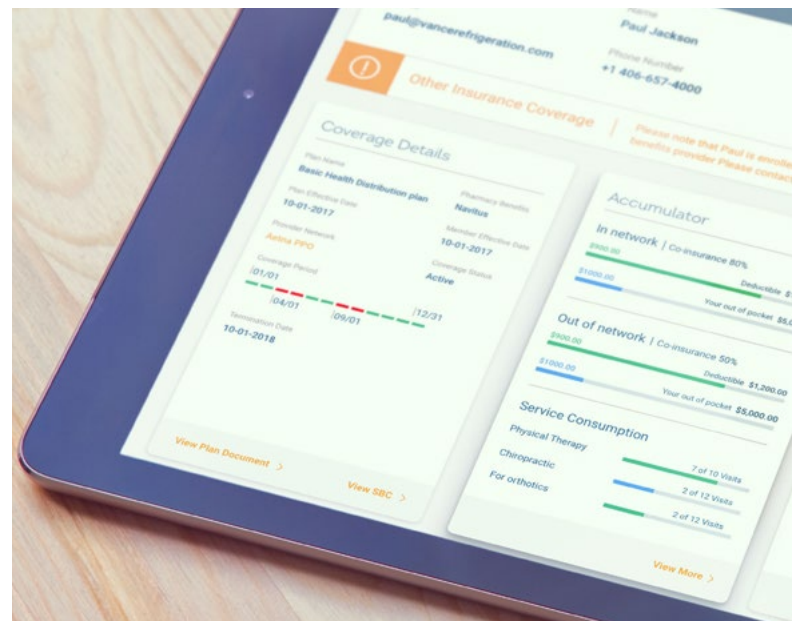 paul@vancerefrigeration.com
Name
Paul Jackson
Phone Number
+1 406-657-4000
Other Insurance Coverage
Please note that Paul is enrolled
benefits provider Please contact
Coverage Details
Plan Name
Basic Health Distribution plan
Pharmacy Benefits
Navitus
Plan Effective Date
10-01-2017
Member Effective Date
10-01-2017
Provider Network
Aetna PPO
Coverage Status
Active
Coverage Period
01/01
04/01
09/01
12/31
Termination Date
10-01-2018
View Plan Document >
View SBC >
Accumulator
In network | Co-insurance 80%
$900.00
Deductible
$1000.00
Your out of pocket
Out of network | Co-insurance 50%
$900.00
Deductible $1,200.00
$1000.00
Your out of pocket $5,000.00
Service Consumption
Physical Therapy
7 of 10 Visits
Chiropractic
2 of 12 Visits
For orthotics
2 of 12 Visits
View More >